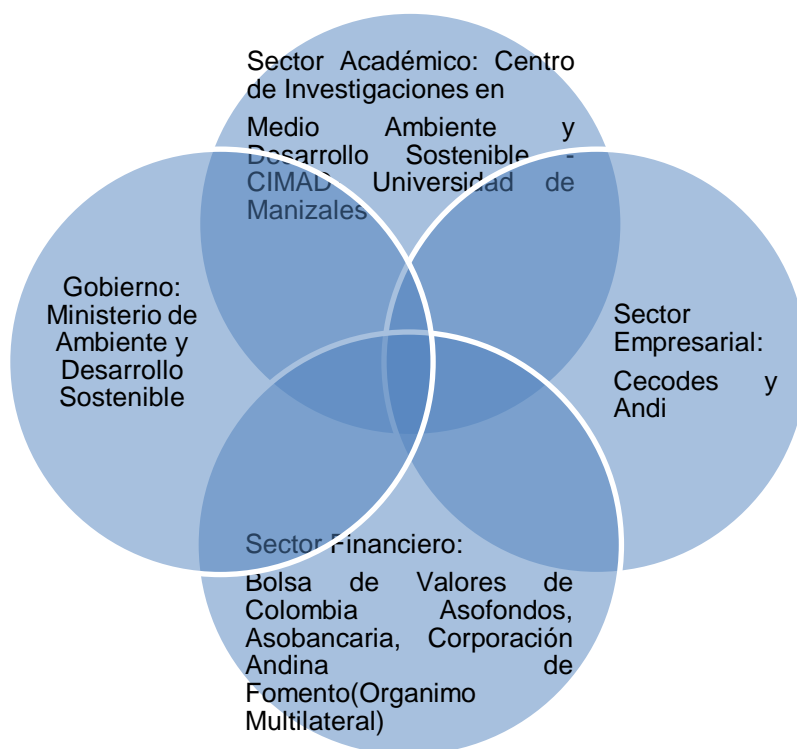 Sector Académico: Centro
de Investigaciones en
Medio Ambiente y
Desarrollo Sostenible -
CIMAD Universidad de
Manizales
Gobierno:
Ministerio de
Ambiente y
Desarrollo
Sostenible
Sector
Empresarial:
Cecodes y
Andi
Sector Financiero:
Bolsa de Valores de
Colombia Asofondos,
Asobancaria, Corporación
Andina de
Fomento(Organimo
Multilateral)